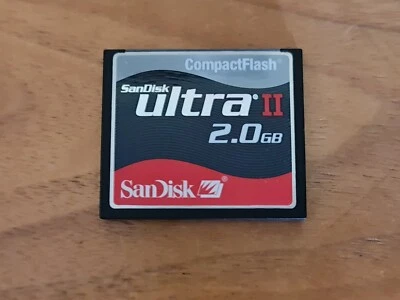 CompactFlash®
SanDisk
ultra® II
2.0GB
SanDisk